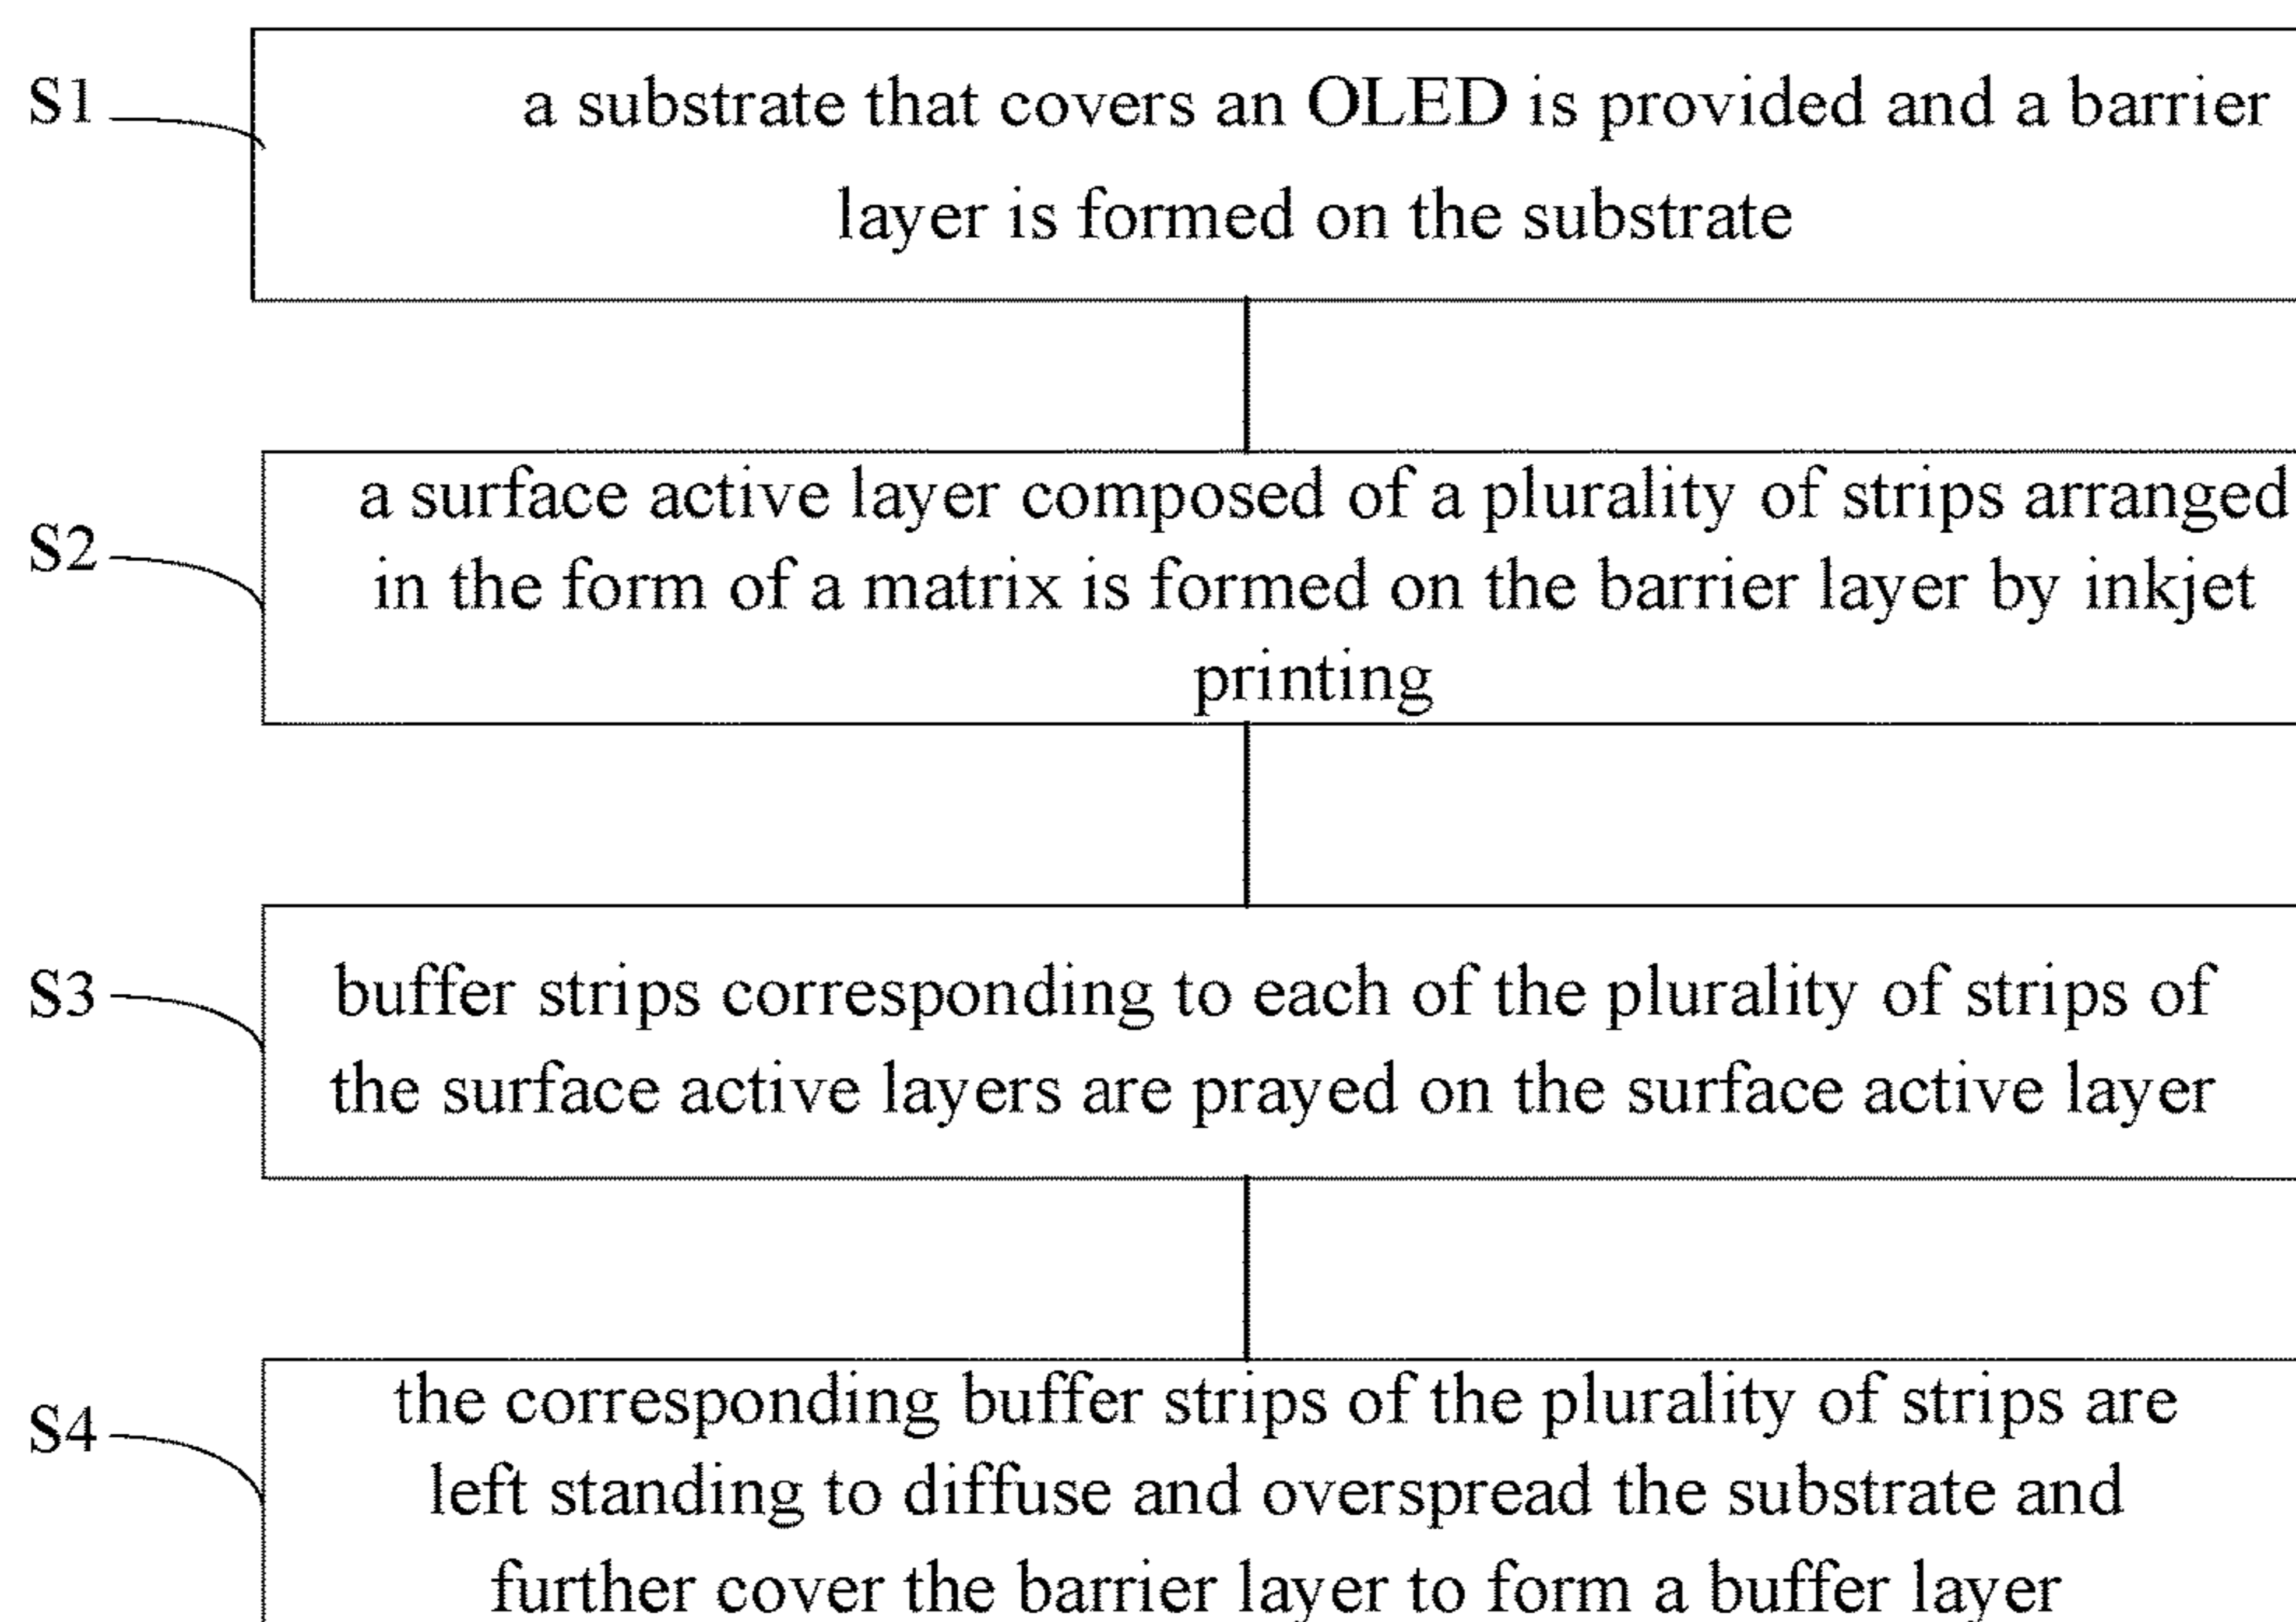 S1
a substrate that covers an OLED is provided and a barrier
layer is formed on the substrate
S2
a surface active layer composed of a plurality of strips arranged
in the form of a matrix is formed on the barrier layer by inkjet
printing
S3
buffer strips corresponding to each of the plurality of strips of
the surface active layers are prayed on the surface active layer
S4
the corresponding buffer strips of the plurality of strips are
left standing to diffuse and overspread the substrate and
further cover the barrier layer to form a buffer layer